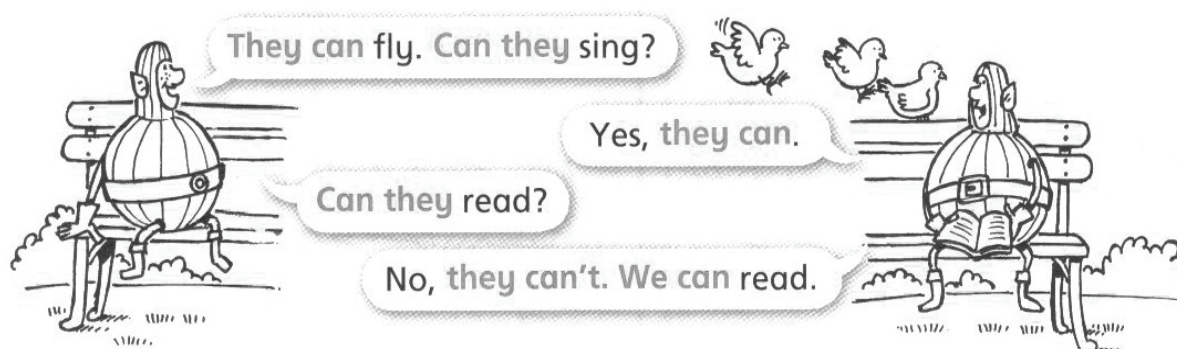 They can fly. Can they sing?
Yes, they can.
Can they read?
No, they can't. We can read.